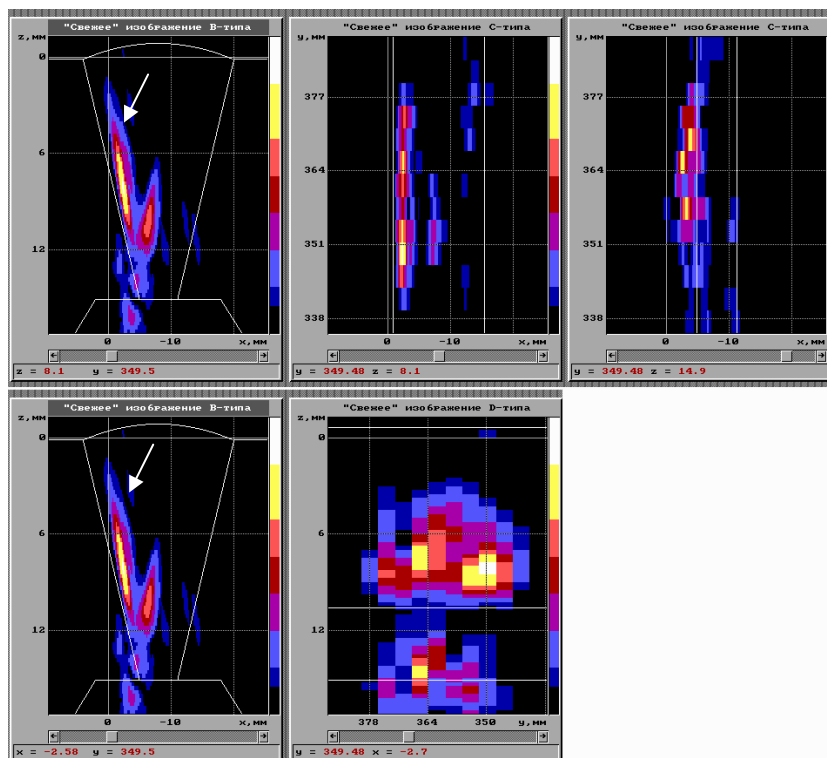 "Свежее" изображение B-типа
z,мм
0
6
12
0 -10 x,мм
z = 8.1 y = 349.5
"Свежее" изображение C-типа
y,мм
377
364
351
338
0 -10 x,мм
y = 349.48 z = 8.1
"Свежее" изображение C-типа
y,мм
377
364
351
338
0 -10 x,мм
y = 349.48 z = 14.9
"Свежее" изображение B-типа
z,мм
0
6
12
0 -10 x,мм
x = -2.58 y = 349.5
"Свежее" изображение D-типа
z,мм
0
6
12
378 364 350 y,мм
y = 349.48 x = -2.7